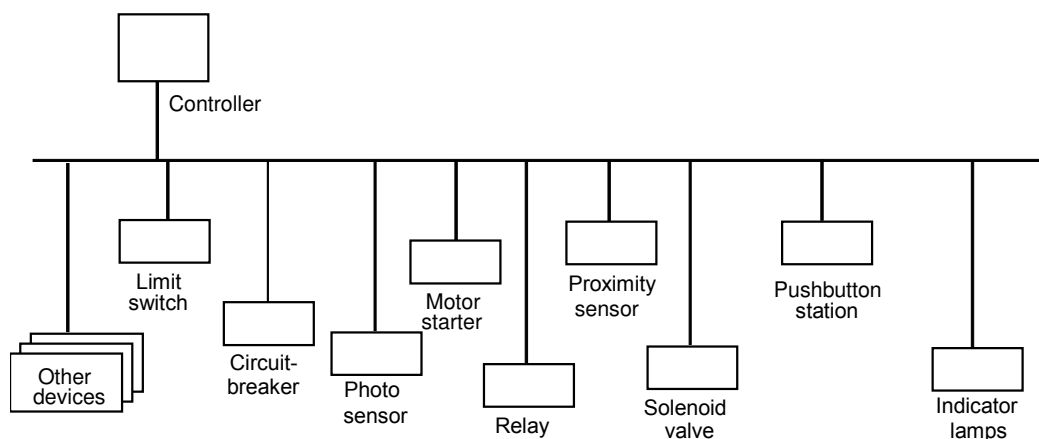 Controller
Limit
switch
Other
devices
Circuit-
breaker
Photo
sensor
Motor
starter
Relay
Proximity
sensor
Solenoid
valve
Pushbutton
station
Indicator
lamps